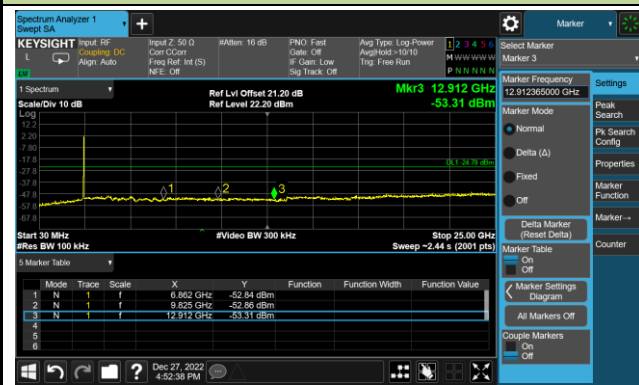 Spectrum Analyzer 1
Swept SA
+
Marker
KEYSIGHT Input: RF Input Z: 50 Ω #Atten: 16 dB PNO: Fast Avg Type: Log-Power 1 2 3 4 5 6
L Coupling: DC Corr CCorr Gate: Off Avg|Hold:>10/10 M W W W W W
Align: Auto Freq Ref: Int (S) IF Gain: Low Trig: Free Run P N N N N N
NFE: Off Sig Track: Off
Select Marker
Marker 3
1 Spectrum
Ref Lvl Offset 21.20 dB
Mkr3 12.912 GHz
Scale/Div 10 dB Ref Level 22.20 dBm -53.31 dBm
Log
12.2
2.20
-7.80
-17.8
DL1 -24.78 dBm
-27.8
-37.8
-47.8
-57.8
-67.8
1
2
3
Start 30 MHz #Video BW 300 kHz Stop 25.00 GHz
#Res BW 100 kHz Sweep ~2.44 s (2001 pts)
5 Marker Table
Mode Trace Scale X Y Function Function Width Function Value
1 N 1 f 6.862 GHz -52.84 dBm
2 N 1 f 9.825 GHz -52.86 dBm
3 N 1 f 12.912 GHz -53.31 dBm
4
5
6
Marker Frequency
12.912365000 GHz
Marker Mode
Normal
Delta (Δ)
Fixed
Off
Delta Marker
(Reset Delta)
Marker Table
On
Off
Marker Settings
Diagram
All Markers Off
Couple Markers
On
Off
Settings
Peak
Search
Pk Search
Config
Properties
Marker
Function
Marker→
Counter
?
Dec 27, 2022
4:52:38 PM